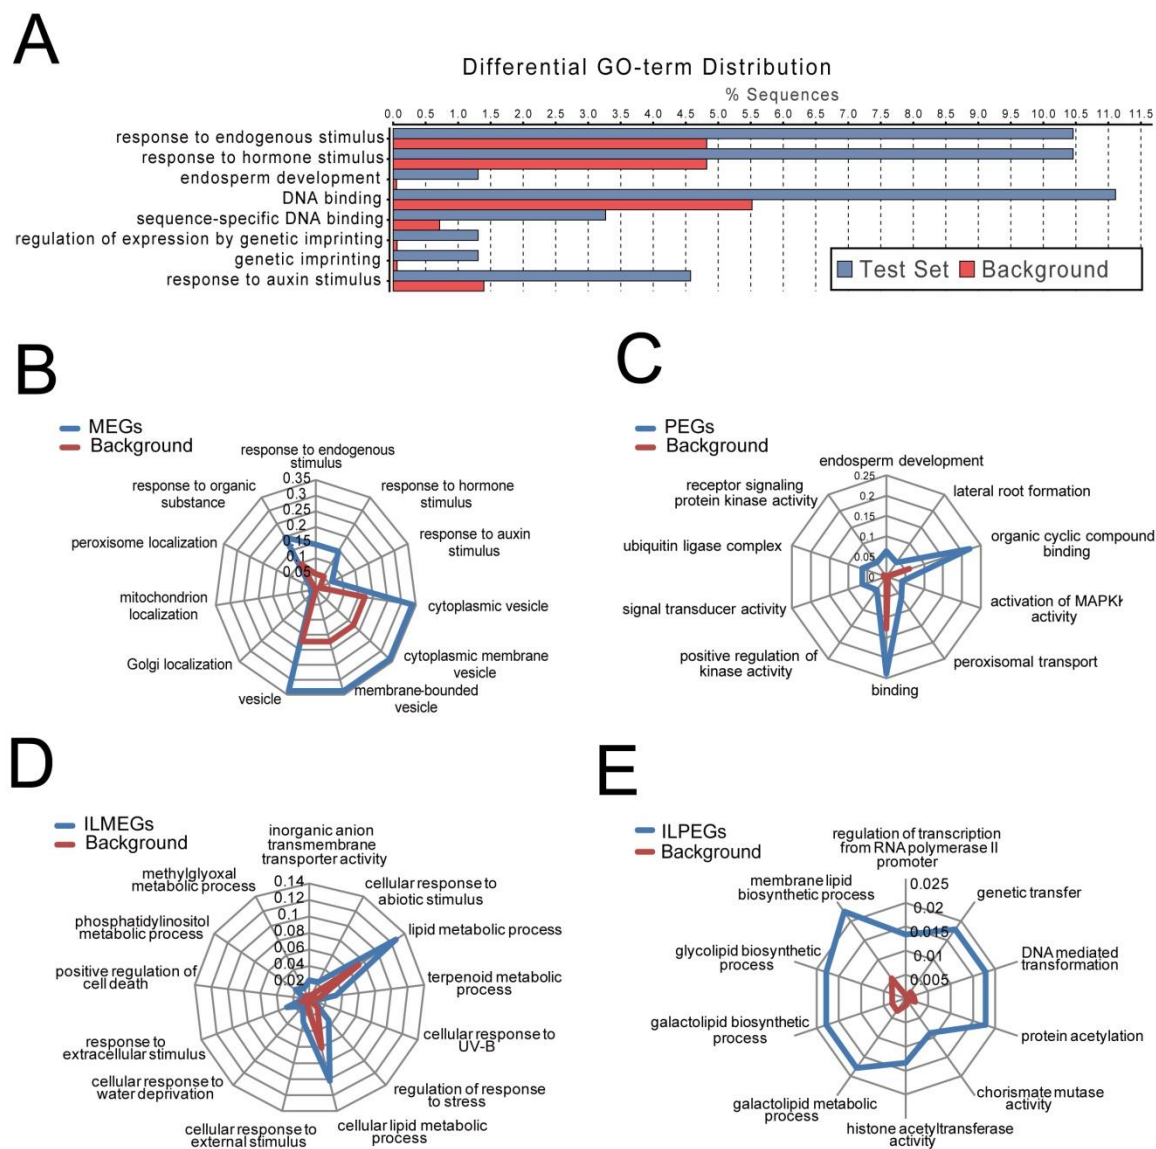 A
Differential GO-term Distribution
% Sequences
0.0 0.5 1.0 1.5 2.0 2.5 3.0 3.5 4.0 4.5 5.0 5.5 6.0 6.5 7.0 7.5 8.0 8.5 9.0 9.5 10.0 10.5 11.0 11.5
response to endogenous stimulus
response to hormone stimulus
endosperm development
DNA binding
sequence-specific DNA binding
regulation of expression by genetic imprinting
genetic imprinting
response to auxin stimulus
Test Set Background
B
MEGs
Background
response to endogenous
stimulus
response to hormone
stimulus
response to auxin
stimulus
cytoplasmic vesicle
cytoplasmic membrane
vesicle
membrane-bounded
vesicle
vesicle
Golgi localization
mitochondrion
localization
peroxisome localization
response to organic
substance
0.35
0.3
0.25
0.2
0.15
0.1
0.05
C
PEGs
Background
endosperm development
lateral root formation
organic cyclic compound
binding
activation of MAPKK
activity
peroxisomal transport
binding
positive regulation of
kinase activity
signal transducer activity
ubiquitin ligase complex
receptor signaling
protein kinase activity
0.25
0.2
0.15
0.1
0.05
0
D
ILMEGs
Background
inorganic anion
transmembrane
transporter activity
cellular response to
abiotic stimulus
lipid metabolic process
terpenoid metabolic
process
cellular response to
UV-B
regulation of response
to stress
cellular lipid metabolic
process
cellular response to
external stimulus
cellular response to
water deprivation
response to
extracellular stimulus
positive regulation of
cell death
phosphatidylinositol
metabolic process
methylglyoxal
metabolic process
0.14
0.12
0.1
0.08
0.06
0.04
0.02
E
ILPEGs
Background
regulation of transcription
from RNA polymerase II
promoter
genetic transfer
DNA mediated
transformation
protein acetylation
chorismate mutase
activity
histone acetyltransferase
activity
galactolipid metabolic
process
galactolipid biosynthetic
process
glycolipid biosynthetic
process
membrane lipid
biosynthetic process
0.025
0.02
0.015
0.01
0.005